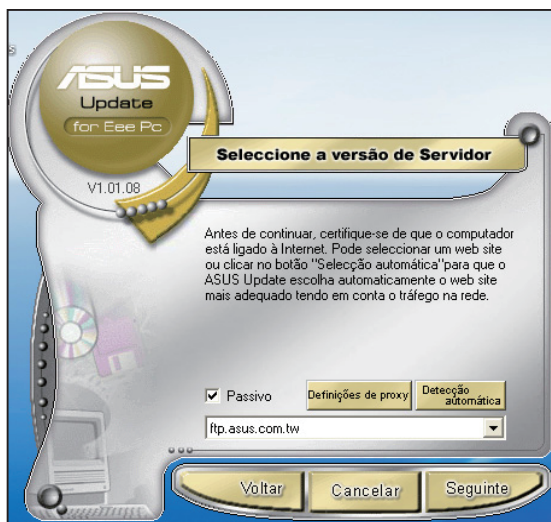 ASUS
Update
for Eee Pc
V1.01.08
Seleccione a versão de Servidor
Antes de continuar, certifique-se de que o computador
está ligado à Internet. Pode seleccionar um web site
ou clicar no botão "Selecção automática"para que o
ASUS Update escolha automaticamente o web site
mais adequado tendo em conta o tráfego na rede.
Passivo
Definições de proxy
Detecção
automática
ftp.asus.com.tw
Voltar
Cancelar
Seguinte